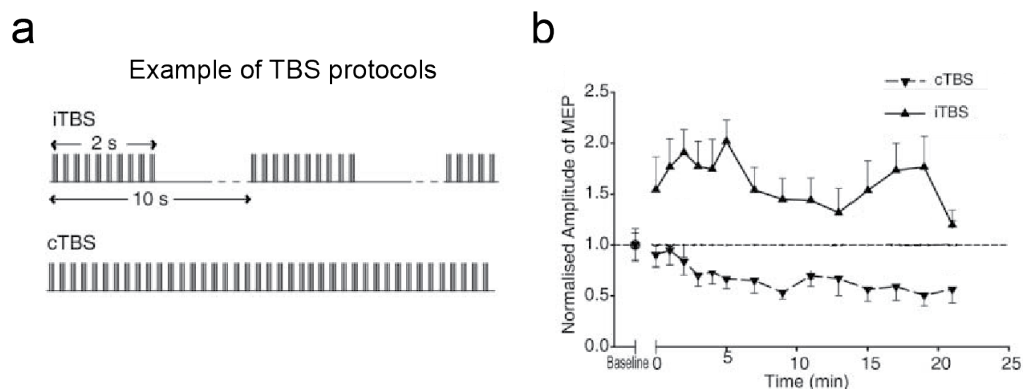 a
Example of TBS protocols
iTBS
2 s
10 s
cTBS
b
cTBS
iTBS
Normalised Amplitude of MEP
2.5
2.0
1.5
1.0
0.5
0.0
Baseline
0 5 10 15 20 25
Time (min)